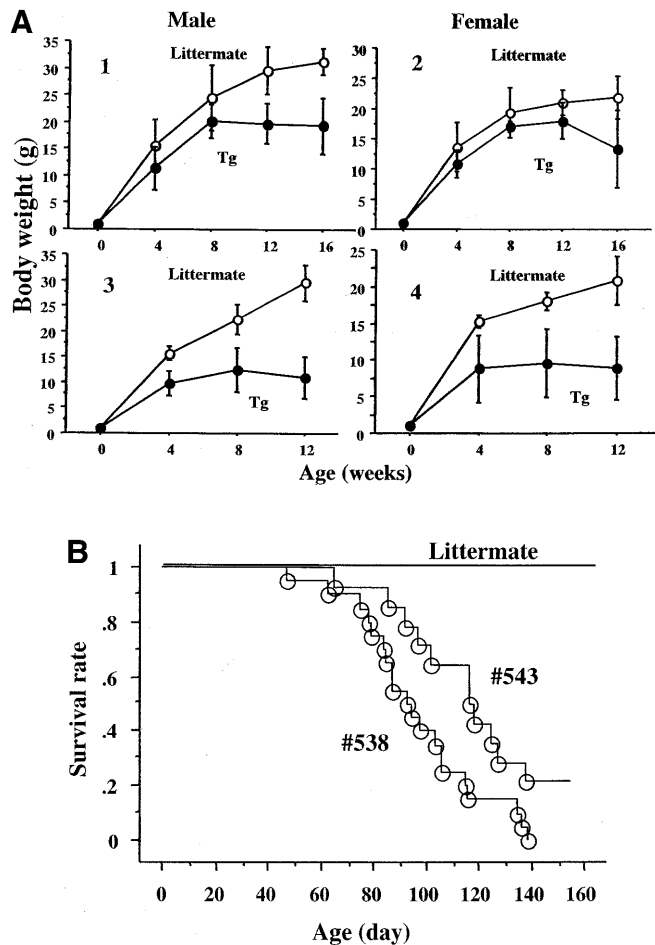 A
Male
Female
Body weight (g)
35
30
25
20
15
10
5
0
1
Littermate
Tg
0 4 8 12 16
30
25
20
15
10
5
0
2
Littermate
Tg
0 4 8 12 16
35
30
25
20
15
10
5
0
3
Littermate
Tg
0 4 8 12
25
20
15
10
5
0
4
Littermate
Tg
0 4 8 12
Age (weeks)
B
Littermate
Survival rate
1
.8
.6
.4
.2
0
#543
#538
0 20 40 60 80 100 120 140 160
Age (day)